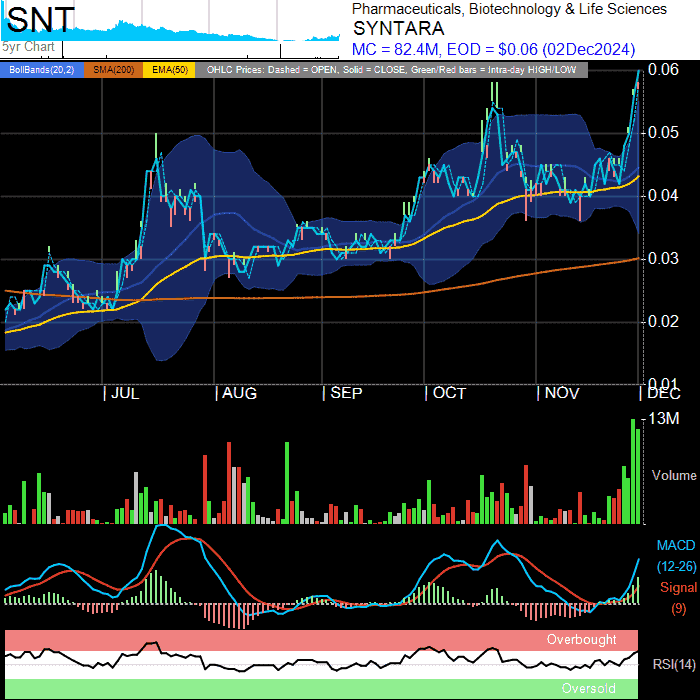 SNT
5yr Chart
Pharmaceuticals, Biotechnology & Life Sciences
SYNTARA
MC = 82.4M, EOD = $0.06 (02Dec2024)
BollBands(20,2) SMA(200) EMA(50) OHLC Prices: Dashed = OPEN, Solid = CLOSE, Green/Red bars = Intra-day HIGH/LOW
0.06
0.05
0.04
0.03
0.02
0.01
JUL AUG SEP OCT NOV DEC
13M
Volume
MACD
(12-26)
Signal
(9)
Overbought
RSI(14)
Oversold